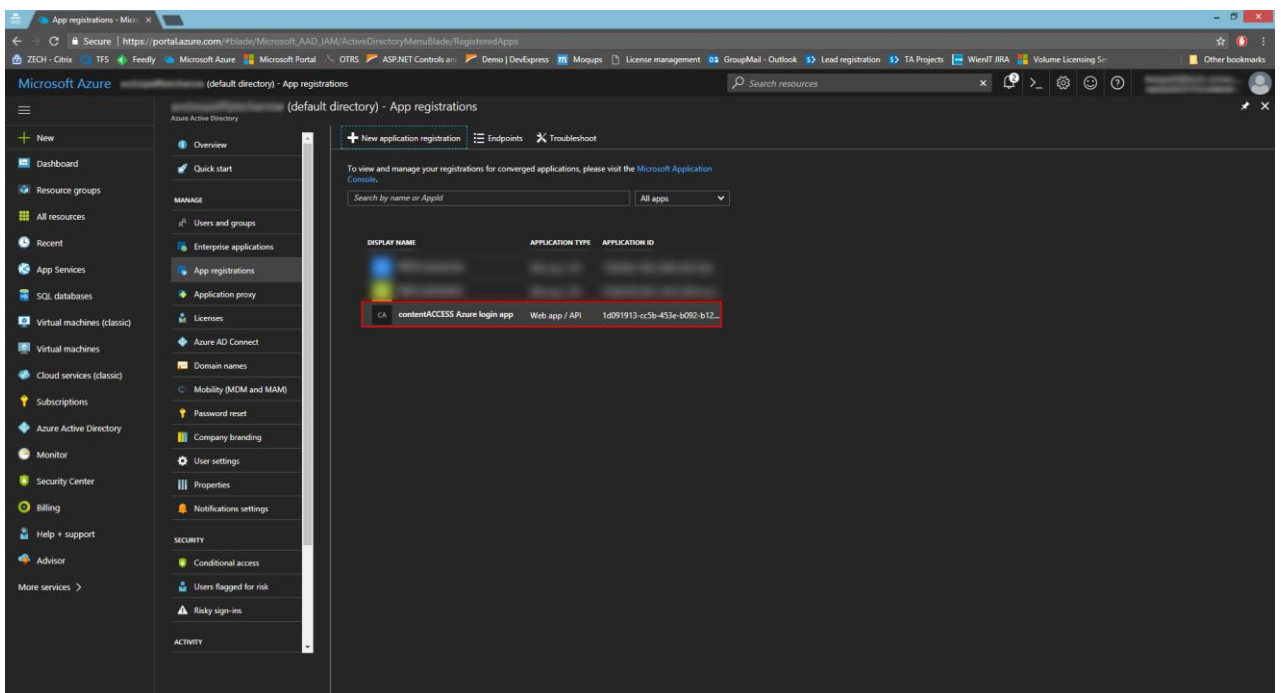 App registrations - Micr
Secure | https://portal.azure.com/#blade/Microsoft_AAD_IAM/ActiveDirectoryMenuBlade/RegisteredApps
ZECH - Citrix TFS Feedly Microsoft Azure Microsoft Portal OTRS ASP.NET Controls an Demo | DevExpress Moqups License management GroupMail - Outlook Lead registration TA Projects WienIT JIRA Volume Licensing Se Other bookmarks
Microsoft Azure (default directory) - App registrations Search resources
(default directory) - App registrations
Azure Active Directory
New
Dashboard
Resource groups
All resources
Recent
App Services
SQL databases
Virtual machines (classic)
Virtual machines
Cloud services (classic)
Subscriptions
Azure Active Directory
Monitor
Security Center
Billing
Help + support
Advisor
More services >
Overview
Quick start
MANAGE
Users and groups
Enterprise applications
App registrations
Application proxy
Licenses
Azure AD Connect
Domain names
Mobility (MDM and MAM)
Password reset
Company branding
User settings
Properties
Notifications settings
SECURITY
Conditional access
Users flagged for risk
Risky sign-ins
ACTIVITY
New application registration Endpoints Troubleshoot
To view and manage your registrations for converged applications, please visit the Microsoft Application
Console.
Search by name or AppId All apps
DISPLAY NAME APPLICATION TYPE APPLICATION ID
CA contentACCESS Azure login app Web app / API 1d091913-cc5b-453e-b092-b12...